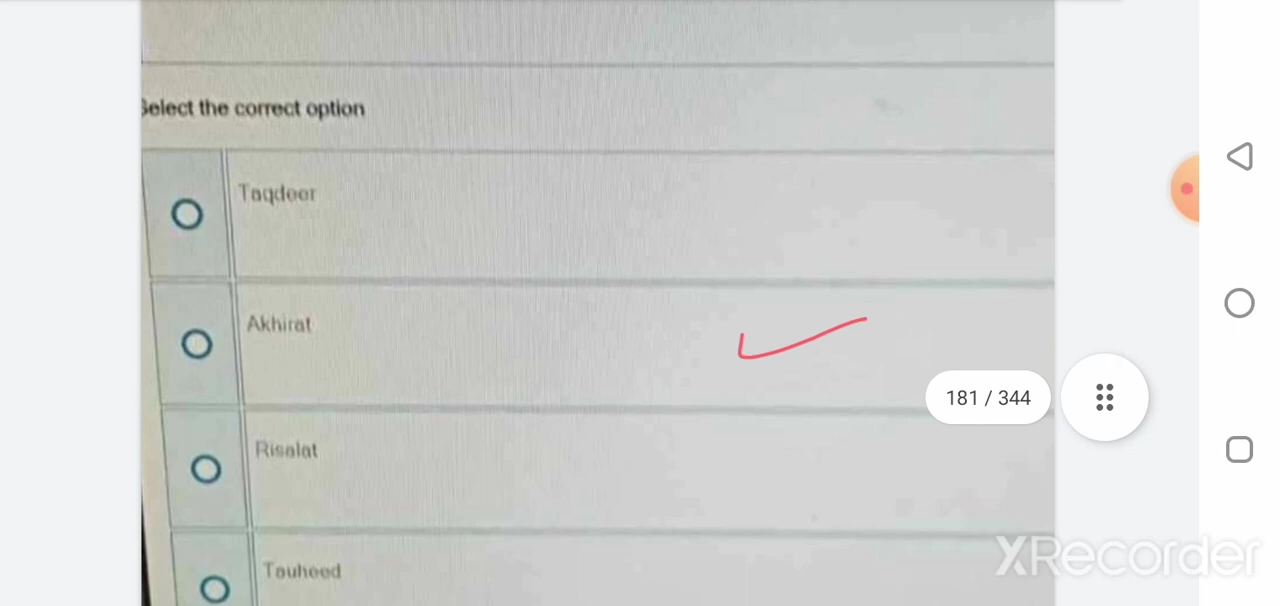 Select the correct option
Taqdeer
Akhirat
Risalat
Tauheed
181 / 344
XRecorder